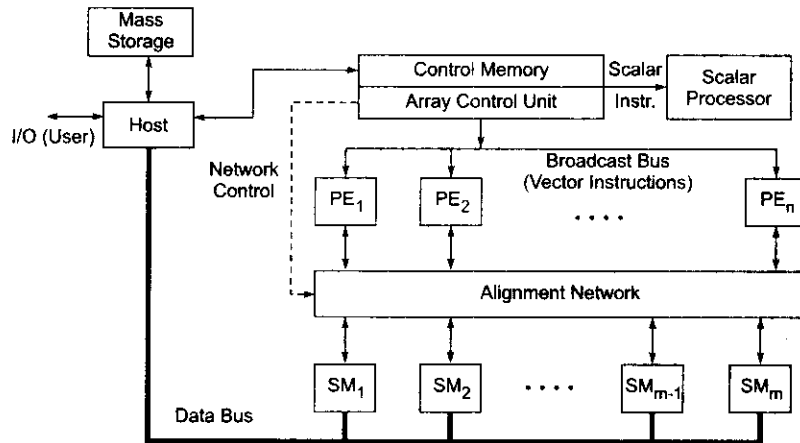 Mass
Storage
Control Memory
Scalar
Scalar
Processor
Array Control Unit
Instr.
I/O (User)
Host
Network
Control
Broadcast Bus
(Vector Instructions)
PE₁
PE₂
. . . .
PEₙ
Alignment Network
SM₁
SM₂
. . . .
SMₘ₋₁
SMₘ
Data Bus